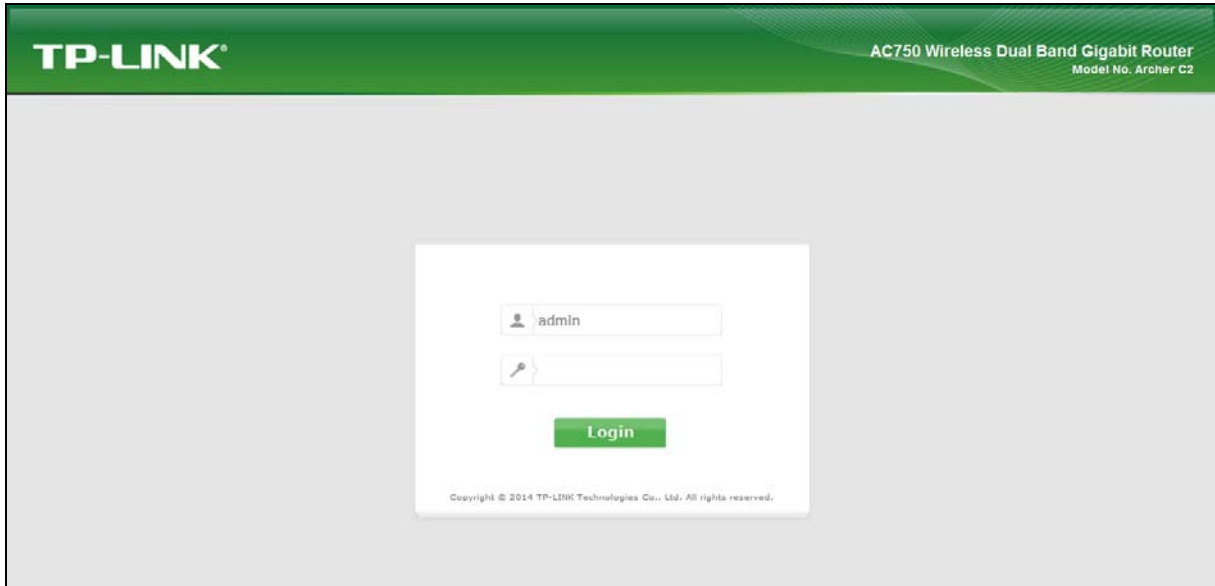 TP-LINK®
AC750 Wireless Dual Band Gigabit Router
Model No. Archer C2
admin
Login
Copyright © 2014 TP-LINK Technologies Co., Ltd. All rights reserved.